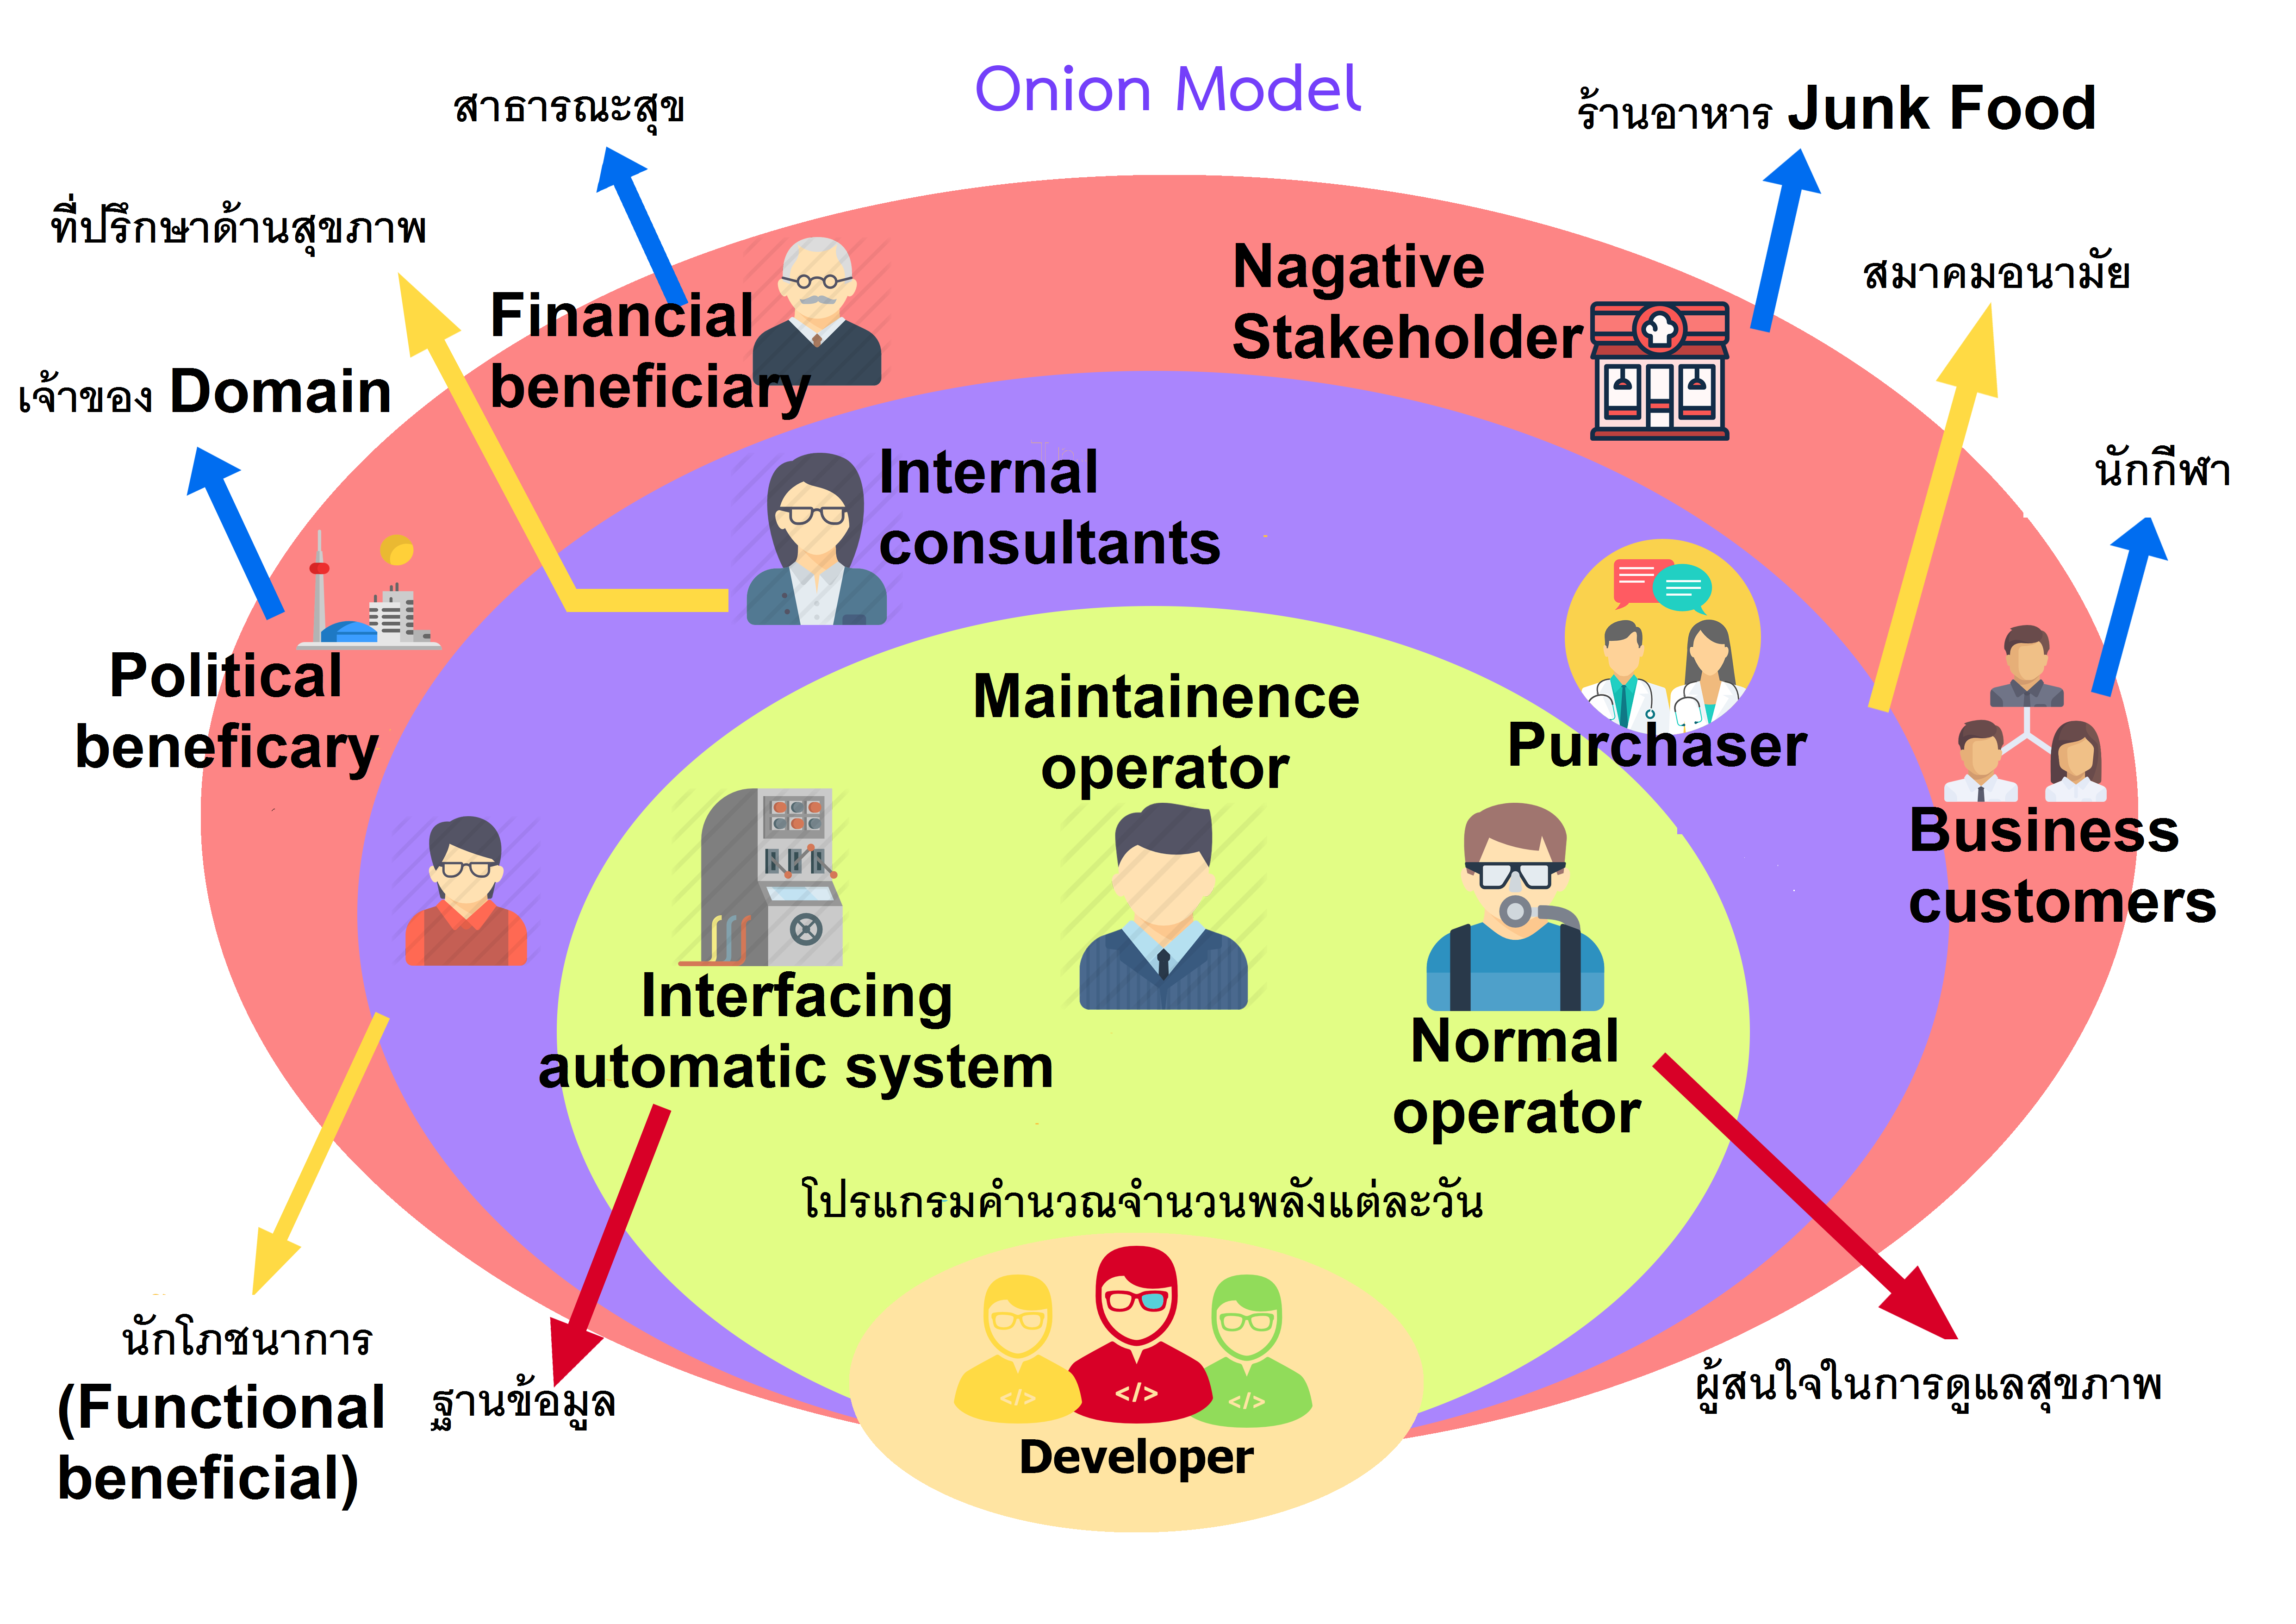 Onion Model
สาธารณะสุข
ร้านอาหาร Junk Food
ที่ปรึกษาด้านสุขภาพ
สมาคมอนามัย
Nagative
Stakeholder
Financial
beneficiary
เจ้าของ Domain
นักกีฬา
Internal
consultants
Political
beneficary
Maintainence
operator
Purchaser
Business
customers
Interfacing
automatic system
Normal
operator
โปรแกรมคำนวณจำนวนพลังแต่ละวัน
นักโภชนาการ
(Functional
beneficial)
ฐานข้อมูล
ผู้สนใจในการดูแลสุขภาพ
</> </> </>
Developer